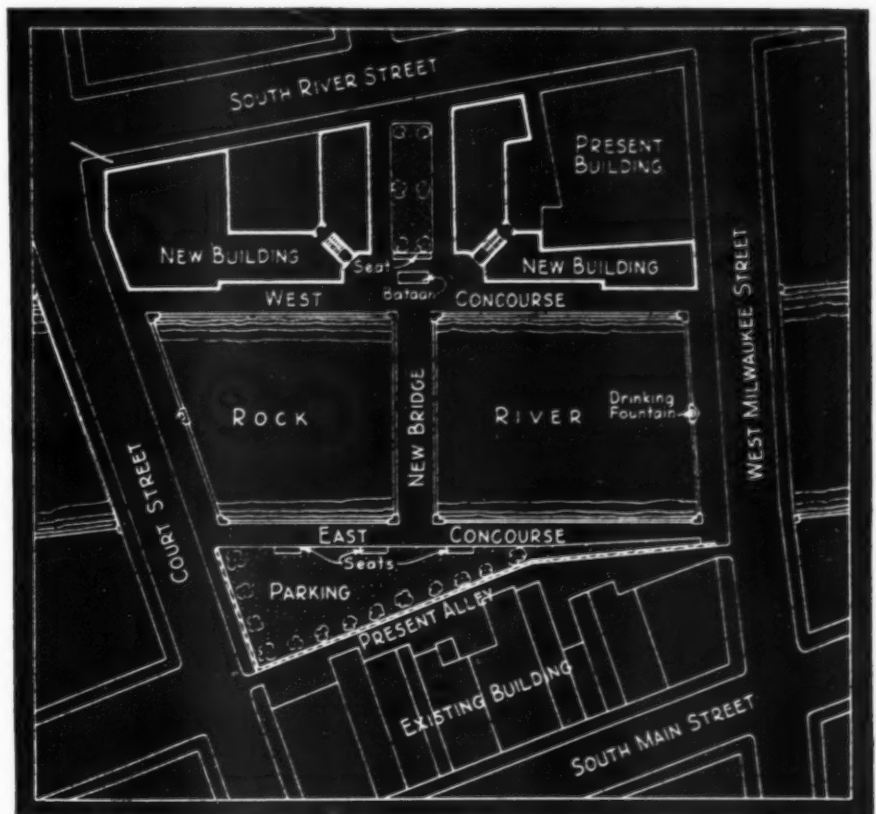 SOUTH RIVER STREET
PRESENT
BUILDING
NEW BUILDING
Seat
NEW BUILDING
Bataan
WEST CONCOURSE
ROCK RIVER
NEW BRIDGE
Drinking
Fountain
WEST MILWAUKEE STREET
COURT STREET
EAST CONCOURSE
Seats
PARKING
PRESENT ALLEY
EXISTING BUILDING
SOUTH MAIN STREET